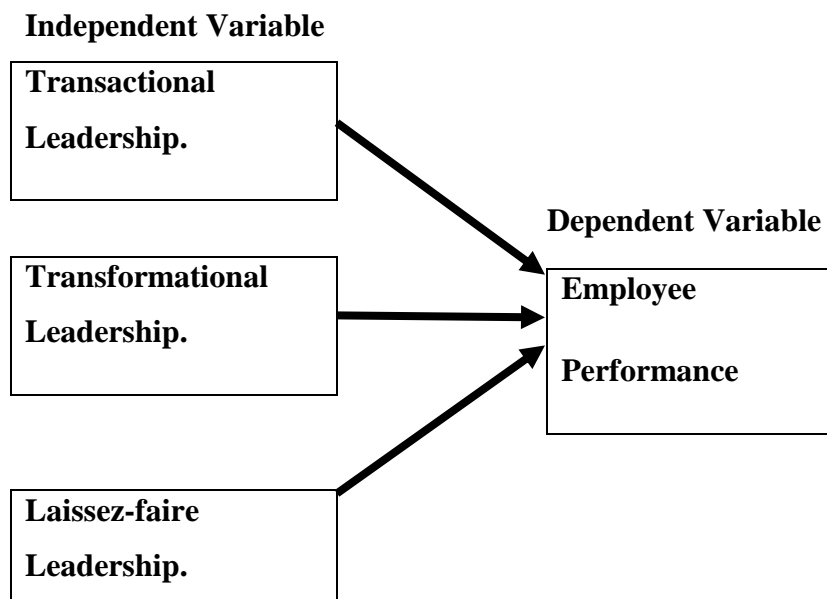 Independent Variable
Transactional
Leadership.
Dependent Variable
Transformational
Leadership.
Employee
Performance
Laissez-faire
Leadership.